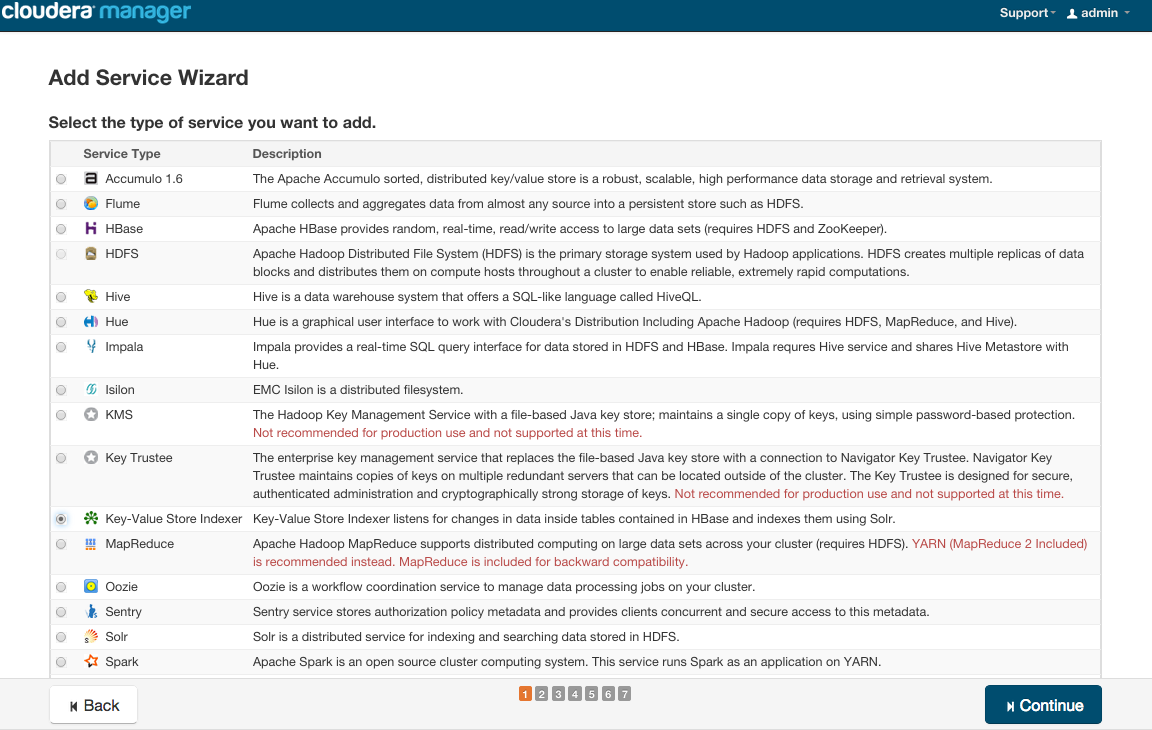 cloudera manager
Support admin
Add Service Wizard
Select the type of service you want to add.
Service Type Description
Accumulo 1.6 The Apache Accumulo sorted, distributed key/value store is a robust, scalable, high performance data storage and retrieval system.
Flume Flume collects and aggregates data from almost any source into a persistent store such as HDFS.
HBase Apache HBase provides random, real-time, read/write access to large data sets (requires HDFS and ZooKeeper).
HDFS Apache Hadoop Distributed File System (HDFS) is the primary storage system used by Hadoop applications. HDFS creates multiple replicas of data
blocks and distributes them on compute hosts throughout a cluster to enable reliable, extremely rapid computations.
Hive Hive is a data warehouse system that offers a SQL-like language called HiveQL.
Hue Hue is a graphical user interface to work with Cloudera's Distribution Including Apache Hadoop (requires HDFS, MapReduce, and Hive).
Impala Impala provides a real-time SQL query interface for data stored in HDFS and HBase. Impala requres Hive service and shares Hive Metastore with
Hue.
Isilon EMC Isilon is a distributed filesystem.
KMS The Hadoop Key Management Service with a file-based Java key store; maintains a single copy of keys, using simple password-based protection.
Not recommended for production use and not supported at this time.
Key Trustee The enterprise key management service that replaces the file-based Java key store with a connection to Navigator Key Trustee. Navigator Key
Trustee maintains copies of keys on multiple redundant servers that can be located outside of the cluster. The Key Trustee is designed for secure,
authenticated administration and cryptographically strong storage of keys. Not recommended for production use and not supported at this time.
Key-Value Store Indexer Key-Value Store Indexer listens for changes in data inside tables contained in HBase and indexes them using Solr.
MapReduce Apache Hadoop MapReduce supports distributed computing on large data sets across your cluster (requires HDFS). YARN (MapReduce 2 Included)
is recommended instead. MapReduce is included for backward compatibility.
Oozie Oozie is a workflow coordination service to manage data processing jobs on your cluster.
Sentry Sentry service stores authorization policy metadata and provides clients concurrent and secure access to this metadata.
Solr Solr is a distributed service for indexing and searching data stored in HDFS.
Spark Apache Spark is an open source cluster computing system. This service runs Spark as an application on YARN.
Back 1 2 3 4 5 6 7 Continue